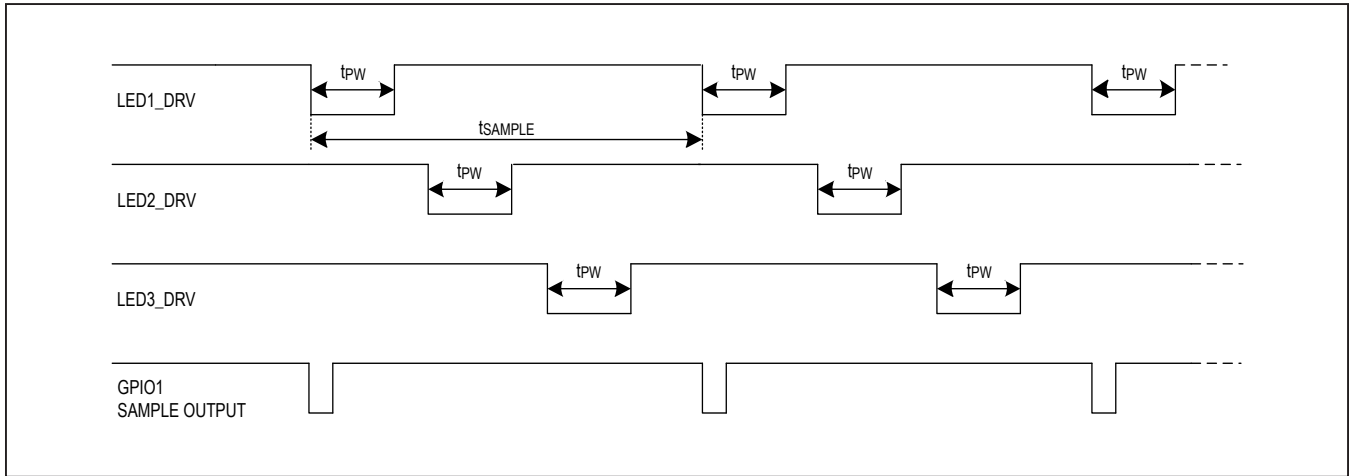 tPW tPW tPW
LED1_DRV
tSAMPLE
tPW tPW
LED2_DRV
tPW tPW
LED3_DRV
GPIO1
SAMPLE OUTPUT